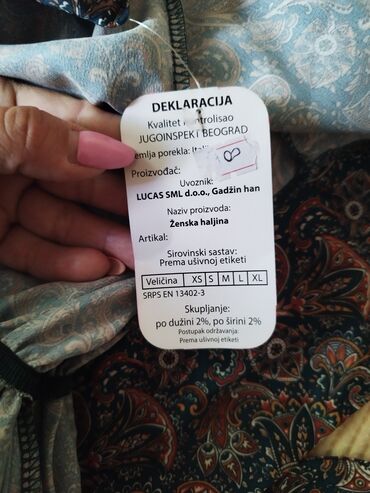 DEKLARACIJA
Kvalitet kontrolisao
JUGOINSPEKT BEOGRAD
zemlja porekla:
Proizvođač:
Uvoznik:
LUCAS SML d.o.o., Gadžin han
Naziv proizvoda:
Ženska haljina
Artikal:
Sirovinski sastav:
Prema ušivnoj etiketi
Veličina XS S M L XL
SRPS EN 13402-3
Skupljanje:
po dužini 2%, po širini 2%
Postupak održavanja:
Prema ušivnoj etiketi